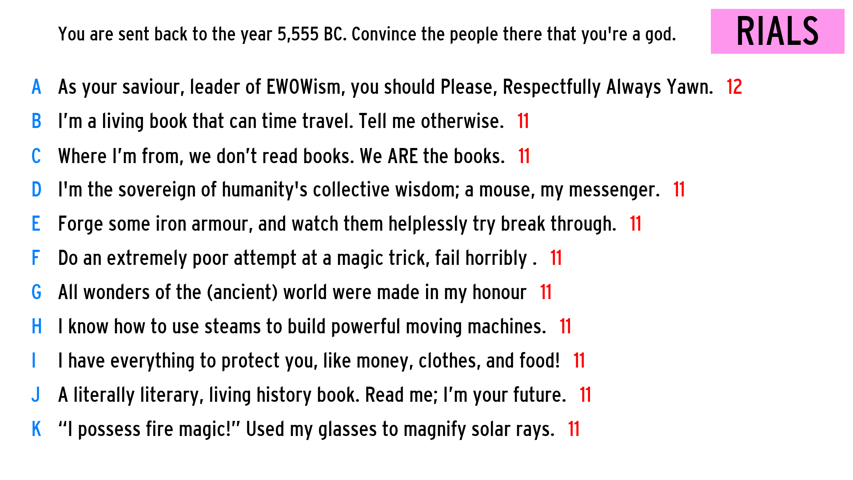 You are sent back to the year 5,555 BC. Convince the people there that you're a god.
RIALS
A As your saviour, leader of EWOWism, you should Please, Respectfully Always Yawn. 12
B I’m a living book that can time travel. Tell me otherwise. 11
C Where I’m from, we don’t read books. We ARE the books. 11
D I'm the sovereign of humanity's collective wisdom; a mouse, my messenger. 11
E Forge some iron armour, and watch them helplessly try break through. 11
F Do an extremely poor attempt at a magic trick, fail horribly . 11
G All wonders of the (ancient) world were made in my honour 11
H I know how to use steams to build powerful moving machines. 11
I I have everything to protect you, like money, clothes, and food! 11
J A literally literary, living history book. Read me; I’m your future. 11
K “I possess fire magic!” Used my glasses to magnify solar rays. 11